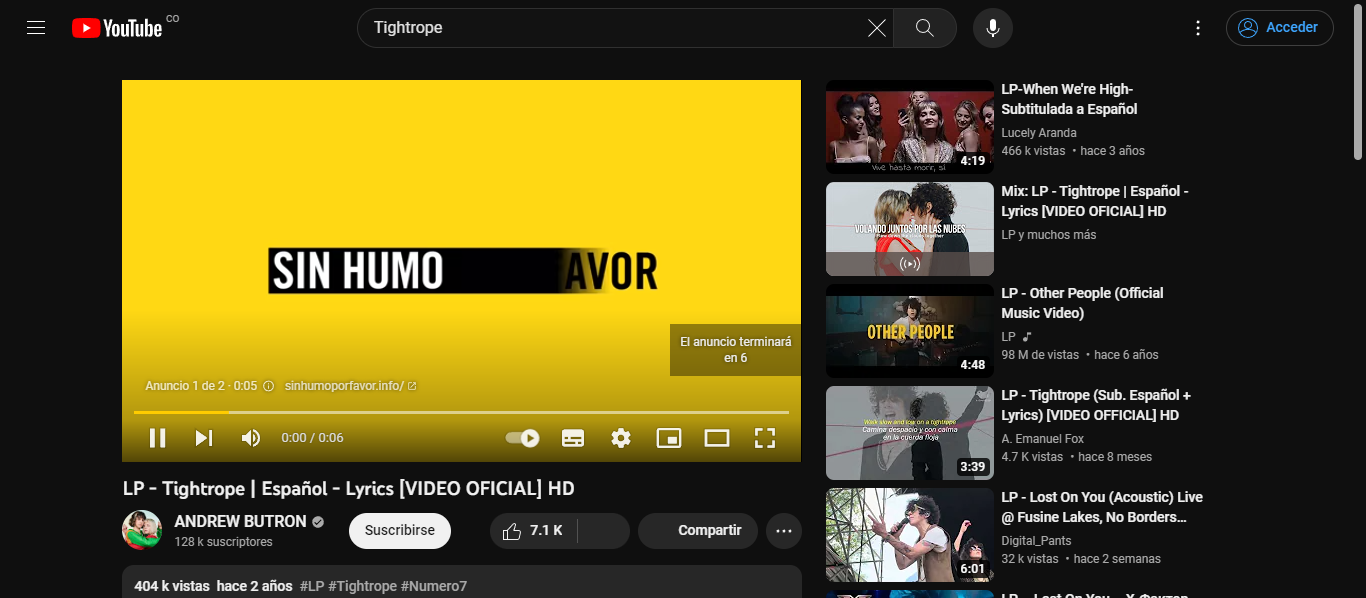 YouTube CO
Tightrope
Acceder
SIN HUMO AVOR
El anuncio terminará
en 6
Anuncio 1 de 2 · 0:05
sinhumoporfavor.info/
0:00 / 0:06
LP - Tightrope | Español - Lyrics [VIDEO OFICIAL] HD
ANDREW BUTRON
128 k suscriptores
Suscribirse
7.1 K
Compartir
404 k vistas hace 2 años #LP #Tightrope #Numero7
Vive hasta morir, sí
4:19
LP-When We're High-
Subtitulada a Español
Lucely Aranda
466 k vistas • hace 3 años
VOLANDO JUNTOS POR LAS NUBES
Mix: LP - Tightrope | Español -
Lyrics [VIDEO OFICIAL] HD
LP y muchos más
OTHER PEOPLE
4:48
LP - Other People (Official
Music Video)
LP
98 M de vistas • hace 6 años
Walk slow and low on a tightrope
Camina despacio y con calma
en la cuerda floja
3:39
LP - Tightrope (Sub. Español +
Lyrics) [VIDEO OFFICIAL] HD
A. Emanuel Fox
4.7 K vistas • hace 8 meses
6:01
LP - Lost On You (Acoustic) Live
@ Fusine Lakes, No Borders...
Digital_Pants
32 k vistas • hace 2 semanas